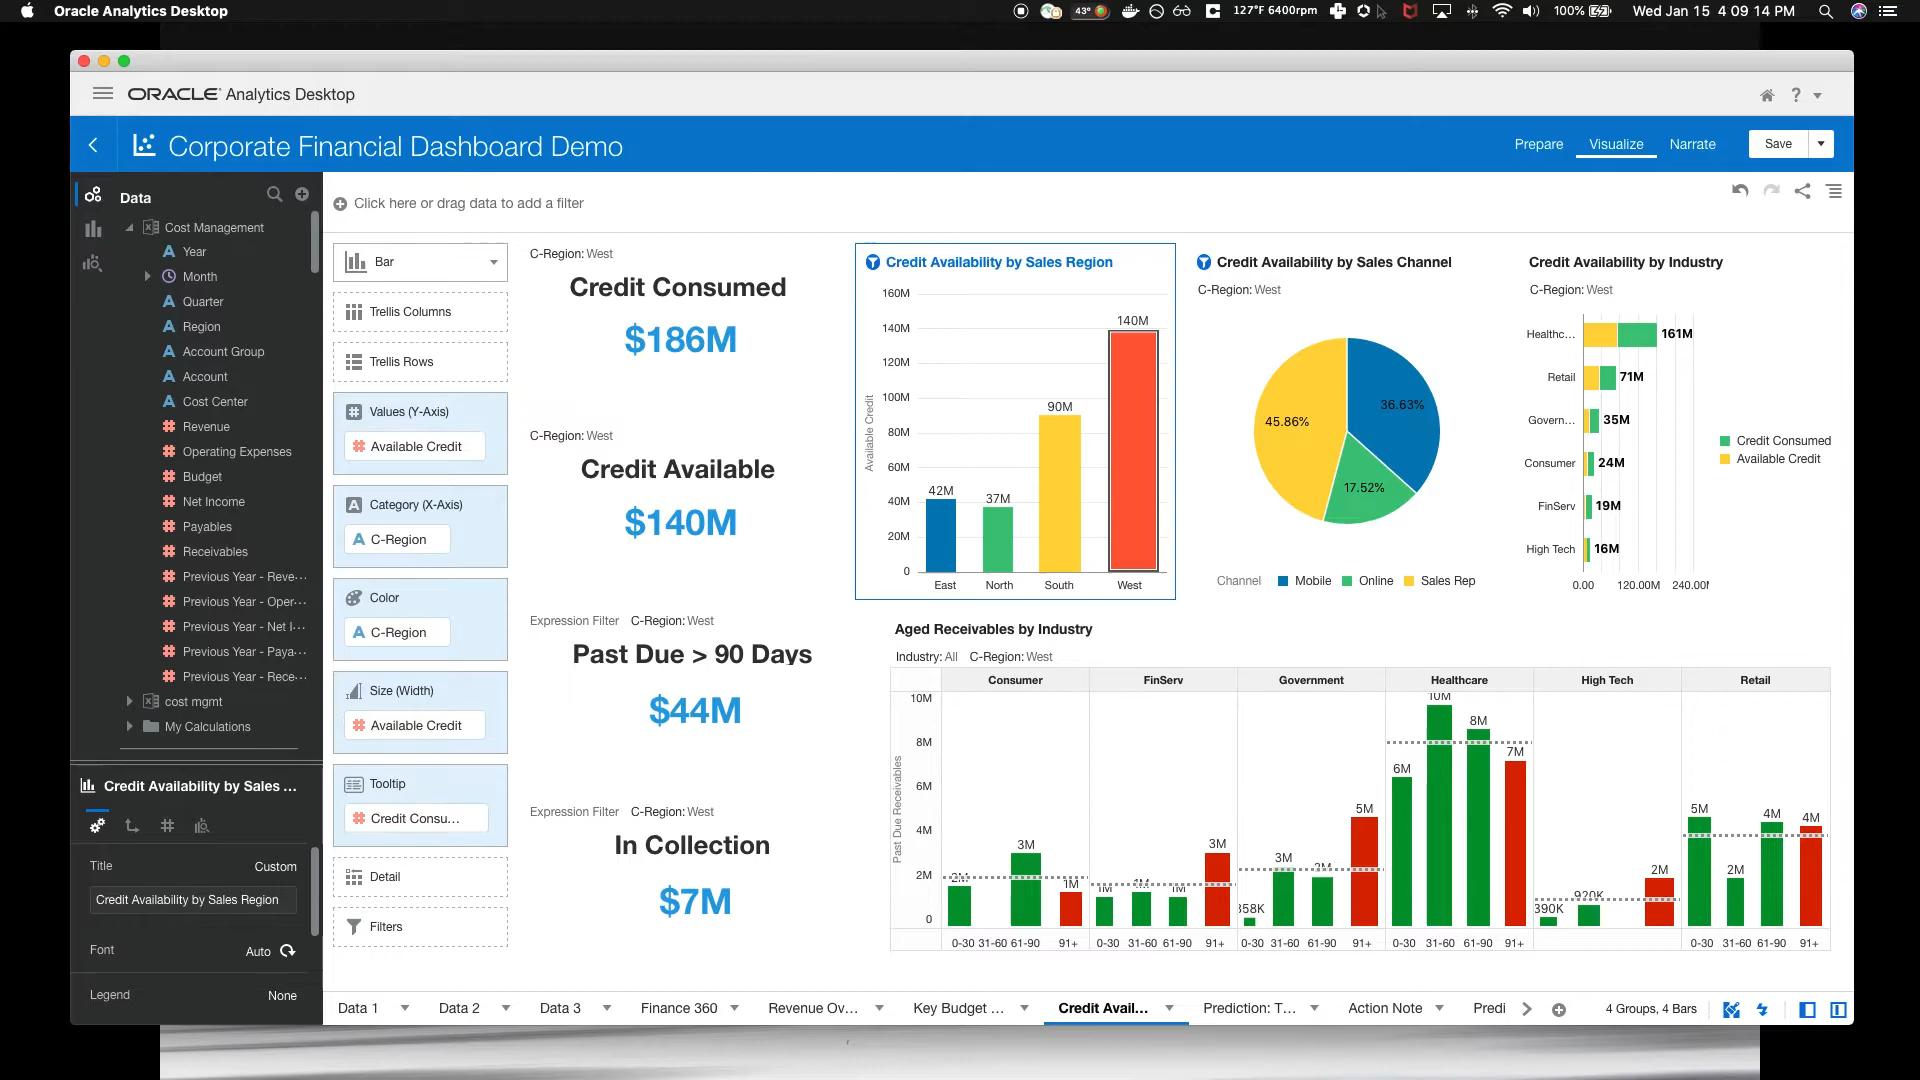 Oracle Analytics Desktop
43°
127°F 6400rpm
100%
Wed Jan 15 4 09 14 PM
ORACLE Analytics Desktop
?
Corporate Financial Dashboard Demo
Prepare
Visualize
Narrate
Save
Data
Cost Management
Year
Month
Quarter
Region
Account Group
Account
Cost Center
Revenue
Operating Expenses
Budget
Net Income
Payables
Receivables
Previous Year - Reve···
Previous Year - Oper···
Previous Year - Net I···
Previous Year - Paya···
Previous Year - Rece···
cost mgmt
My Calculations
Credit Availability by Sales ...
Title
Custom
Credit Availability by Sales Region
Font
Auto
Legend
None
Click here or drag data to add a filter
Bar
Trellis Columns
Trellis Rows
Values (Y-Axis)
Available Credit
Category (X-Axis)
C-Region
Color
C-Region
Size (Width)
Available Credit
Tooltip
Credit Consu...
Detail
Filters
C-Region: West
Credit Consumed
$186M
C-Region: West
Credit Available
$140M
Expression Filter C-Region: West
Past Due > 90 Days
$44M
Expression Filter C-Region: West
In Collection
$7M
Credit Availability by Sales Region
Available Credit
160M
140M
120M
100M
80M
60M
40M
20M
0
42M
37M
90M
140M
East
North
South
West
Credit Availability by Sales Channel
C-Region: West
45.86%
36.63%
17.52%
Channel Mobile Online Sales Rep
Credit Availability by Industry
C-Region: West
Healthc... 161M
Retail 71M
Govern... 35M
Consumer 24M
FinServ 19M
High Tech 16M
0.00 120.00M 240.00M
Credit Consumed
Available Credit
Aged Receivables by Industry
Industry: All C-Region: West
Consumer FinServ Government Healthcare High Tech Retail
Past Due Receivables
10M
8M
6M
4M
2M
0
2M 3M 1M
1M 1M 1M 3M
358K 3M 2M 5M
6M 10M 8M 7M
390K 920K 2M
5M 2M 4M 4M
0-30 31-60 61-90 91+
0-30 31-60 61-90 91+
0-30 31-60 61-90 91+
0-30 31-60 61-90 91+
0-30 31-60 61-90 91+
Data 1
Data 2
Data 3
Finance 360
Revenue Ov...
Key Budget ...
Credit Avail...
Prediction: T...
Action Note
Predi
4 Groups, 4 Bars